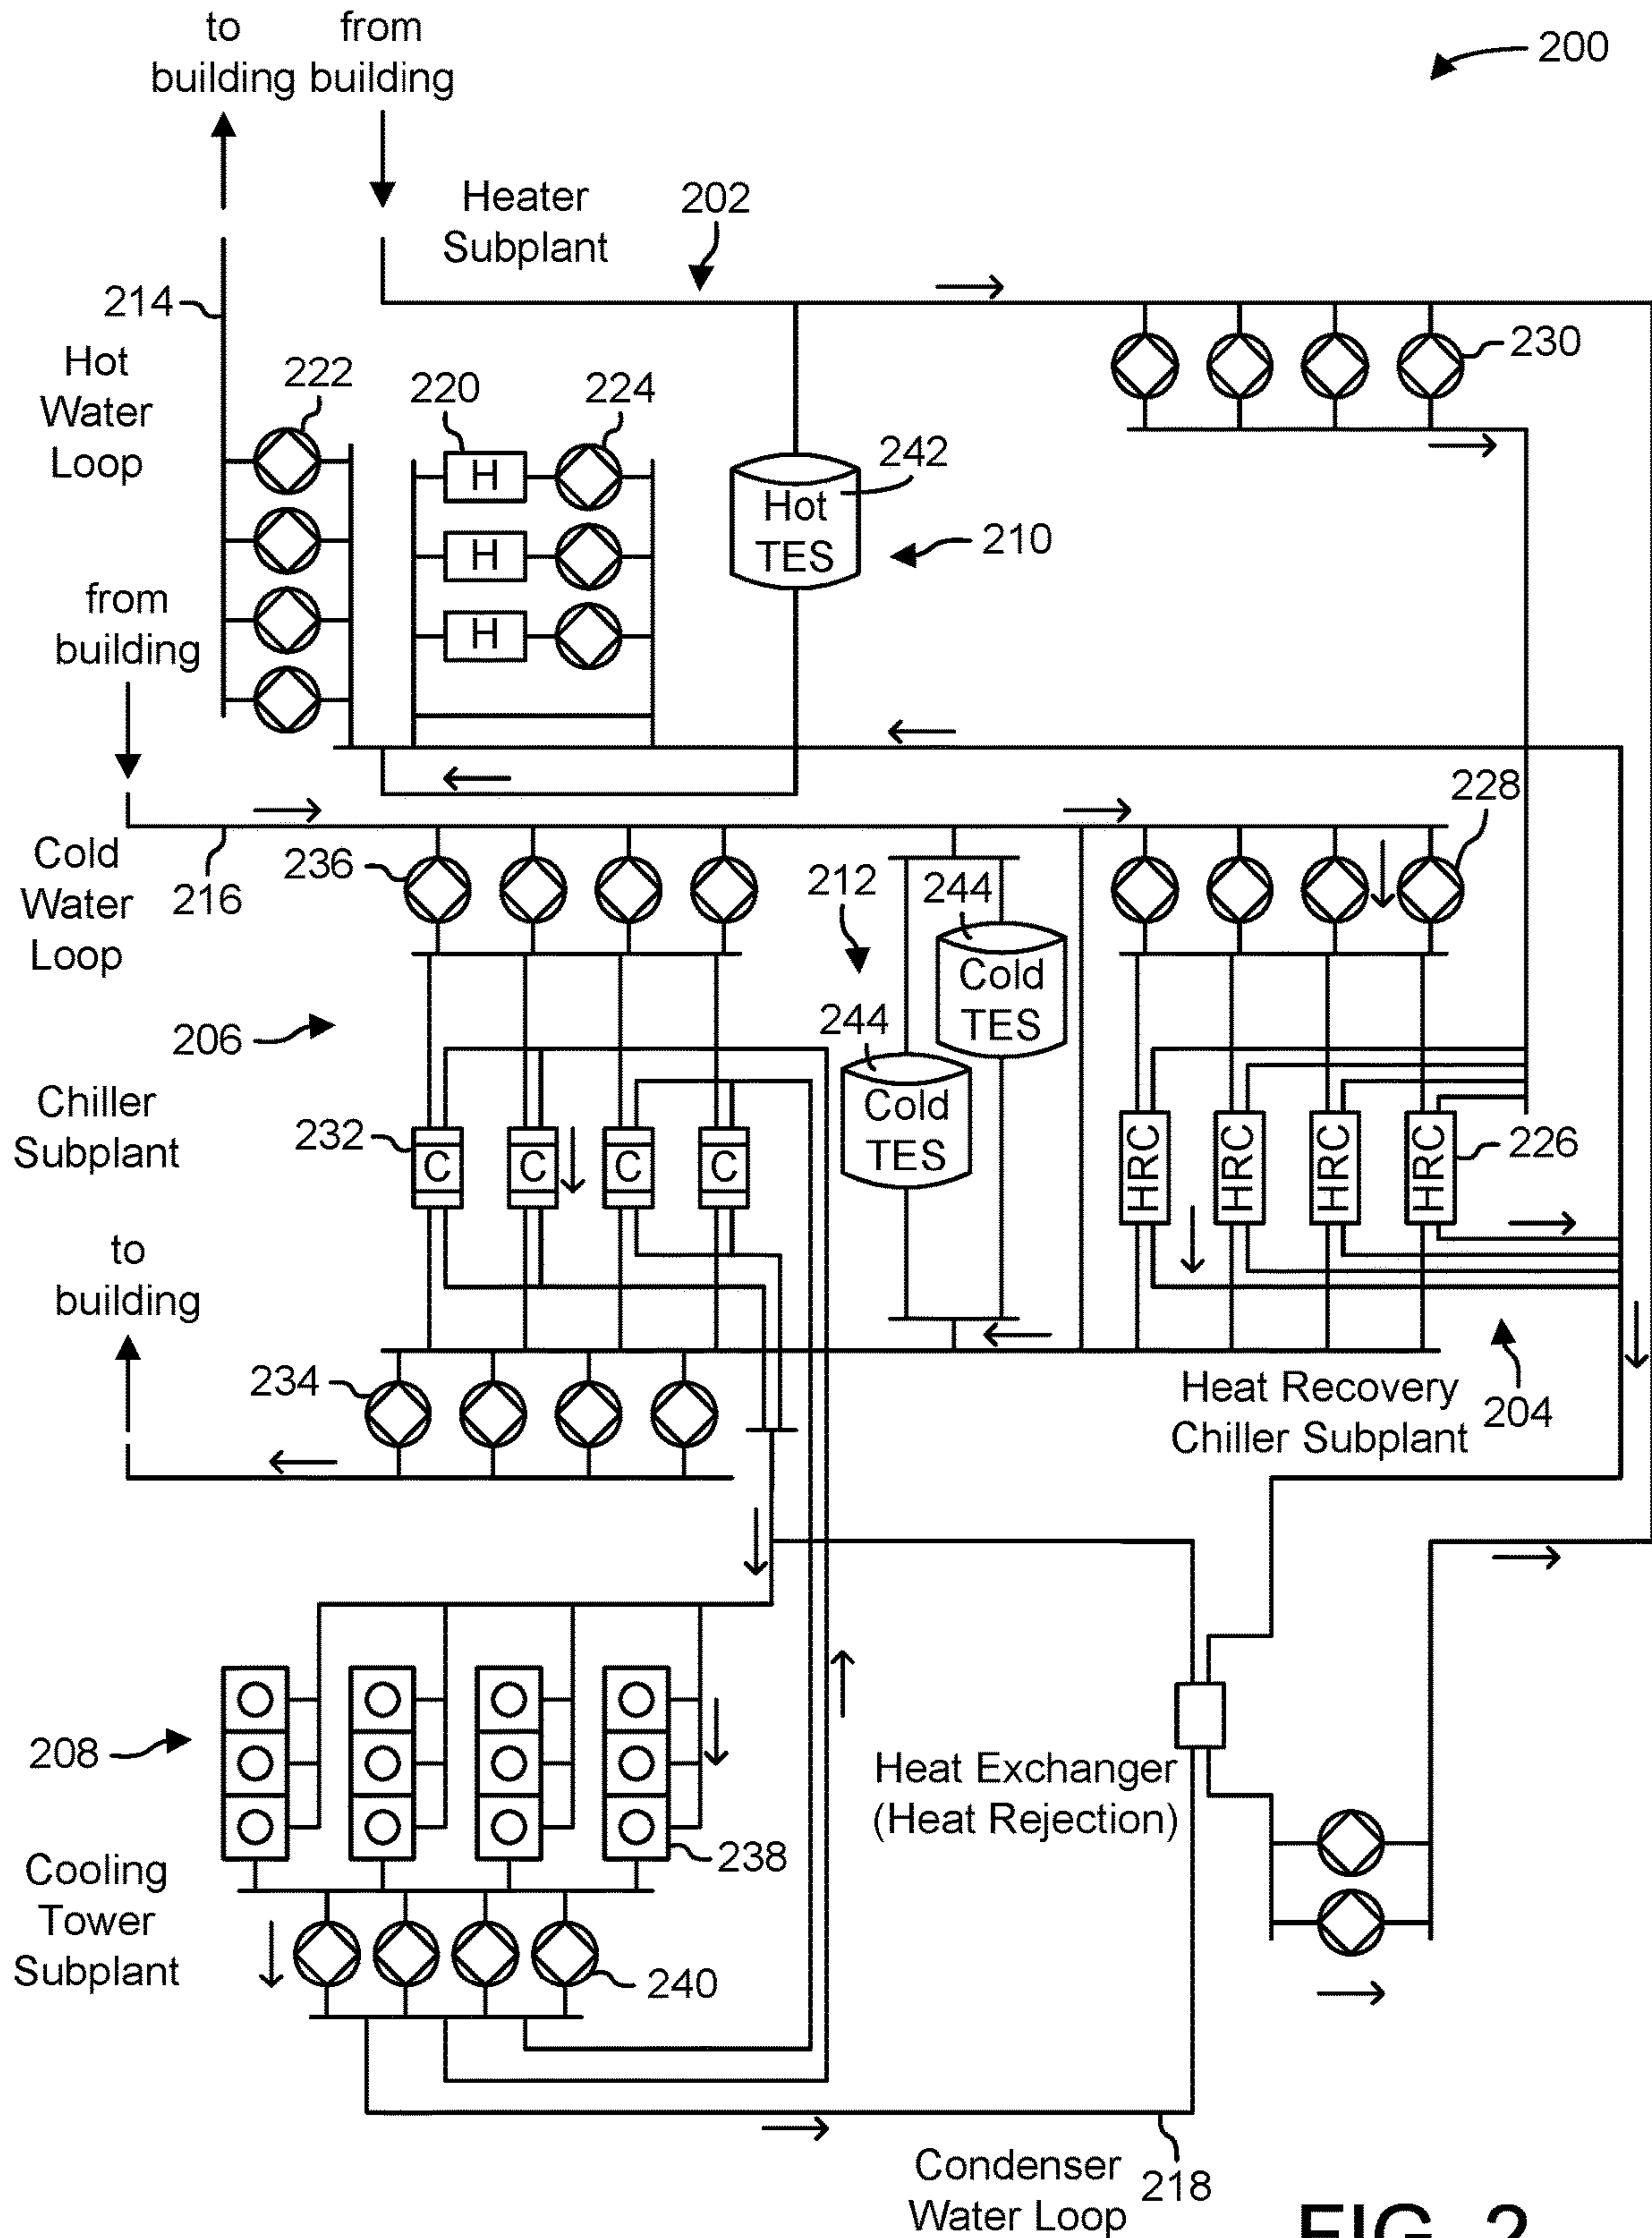 to from
building building
200
Heater
Subplant
202
214
Hot
Water
Loop
222
220
224
230
242
Hot
TES
210
H
H
H
from
building
228
Cold
Water
Loop
216
236
212
244
Cold
TES
244
Cold
TES
206
Chiller
Subplant
232
C C C C
HRC HRC HRC HRC
226
to
building
234
Heat Recovery
Chiller Subplant
204
208
Heat Exchanger
(Heat Rejection)
238
Cooling
Tower
Subplant
240
Condenser
Water Loop
218
FIG. 2